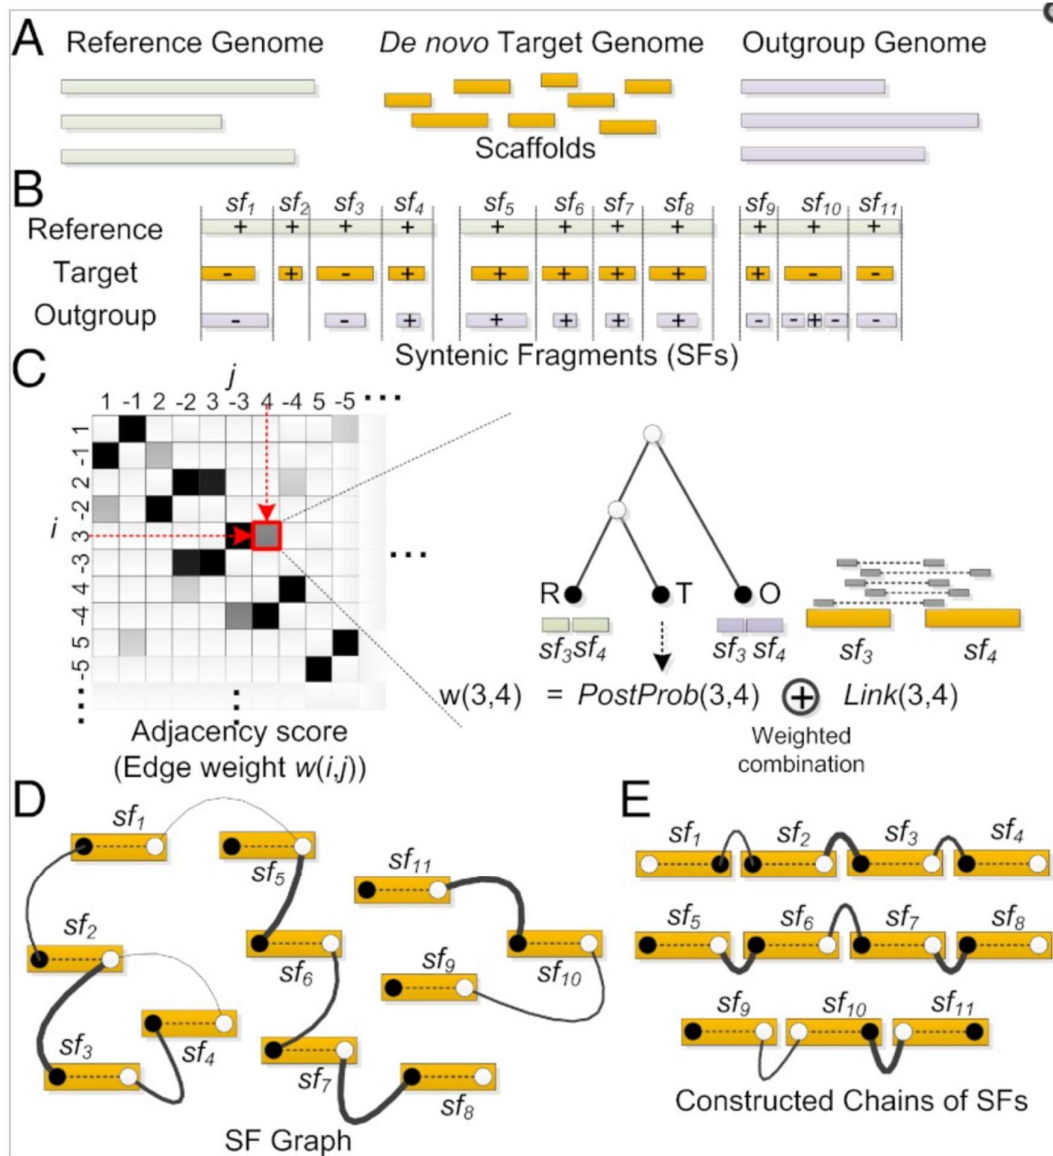 A
Reference Genome De novo Target Genome Outgroup Genome
Scaffolds
B
sf1 sf2 sf3 sf4 sf5 sf6 sf7 sf8 sf9 sf10 sf11
Reference + + + + + + + + + + +
Target - + - + + + + + + - -
Outgroup - - + + + + + - - + - -
Syntenic Fragments (SFs)
C
j
1 -1 2 -2 3 -3 4 -4 5 -5 ...
i
1
-1
2
-2
3
-3
4
-4
5
-5
...
...
Adjacency score
(Edge weight w(i,j))
R T O
sf3 sf4 sf3 sf4 sf3 sf4
w(3,4) = PostProb(3,4) + Link(3,4)
Weighted
combination
D
sf1
sf5
sf11
sf2
sf6
sf9
sf10
sf3
sf4
sf7
sf8
SF Graph
E
sf1 sf2 sf3 sf4
sf5 sf6 sf7 sf8
sf9 sf10 sf11
Constructed Chains of SFs